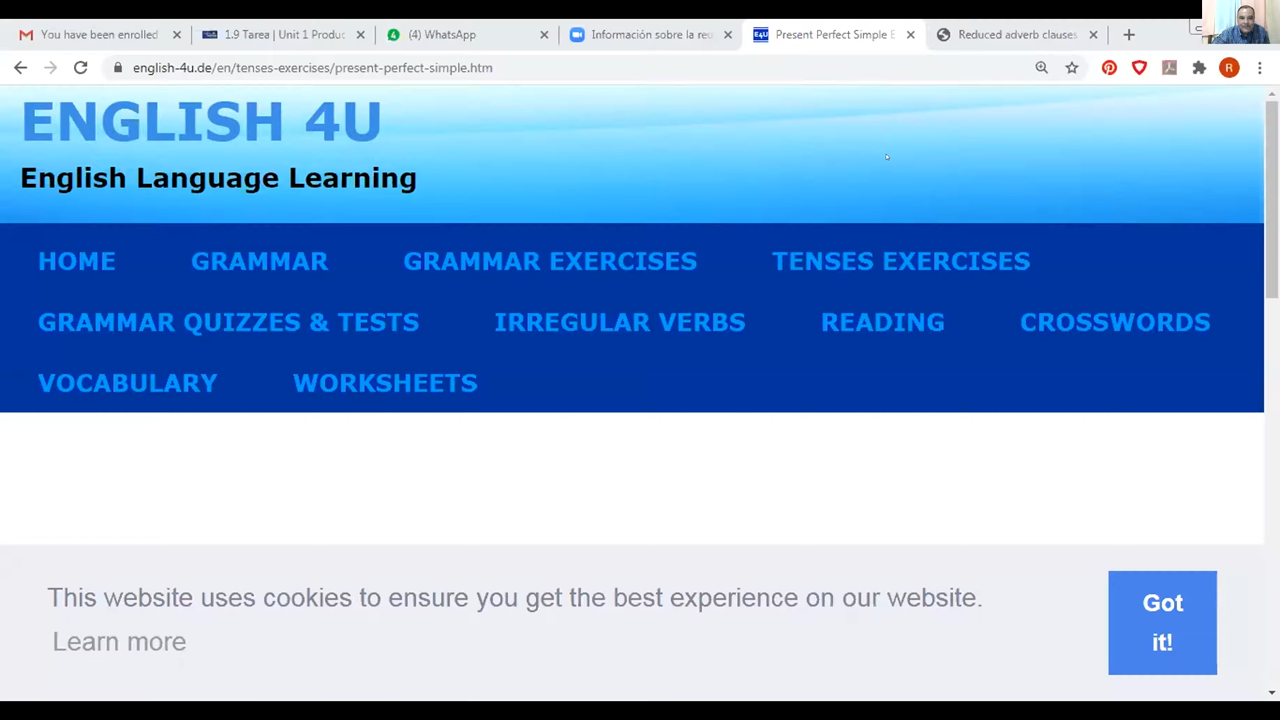 You have been enrolled
1.9 Tarea | Unit 1 Produc
(4) WhatsApp
Información sobre la reu
E4U Present Perfect Simple E
Reduced adverb clauses
english-4u.de/en/tenses-exercises/present-perfect-simple.htm
R
ENGLISH 4U
English Language Learning
HOME GRAMMAR GRAMMAR EXERCISES TENSES EXERCISES
GRAMMAR QUIZZES & TESTS IRREGULAR VERBS READING CROSSWORDS
VOCABULARY WORKSHEETS
This website uses cookies to ensure you get the best experience on our website.
Learn more
Got
it!